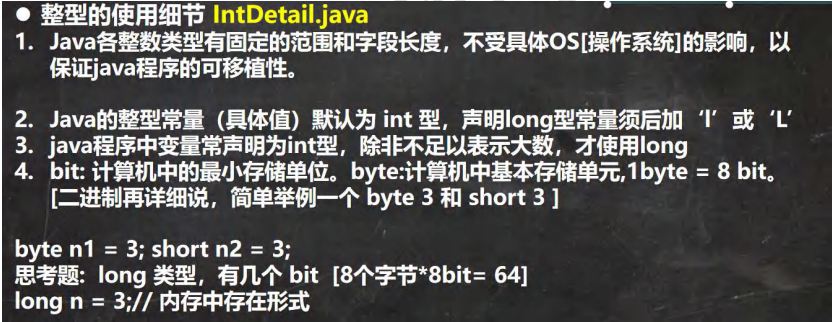 ● 整型的使用细节 IntDetail.java
1. Java各整数类型有固定的范围和字段长度，不受具体OS[操作系统]的影响，以
保证java程序的可移植性。
2. Java的整型常量（具体值）默认为 int 型，声明long型常量须后加‘l’或‘L’
3. java程序中变量常声明为int型，除非不足以表示大数，才使用long
4. bit: 计算机中的最小存储单位。byte:计算机中基本存储单元,1byte = 8 bit。
[二进制再详细说，简单举例一个 byte 3 和 short 3 ]
byte n1 = 3; short n2 = 3;
思考题: long 类型，有几个 bit [8个字节*8bit= 64]
long n = 3;// 内存中存在形式